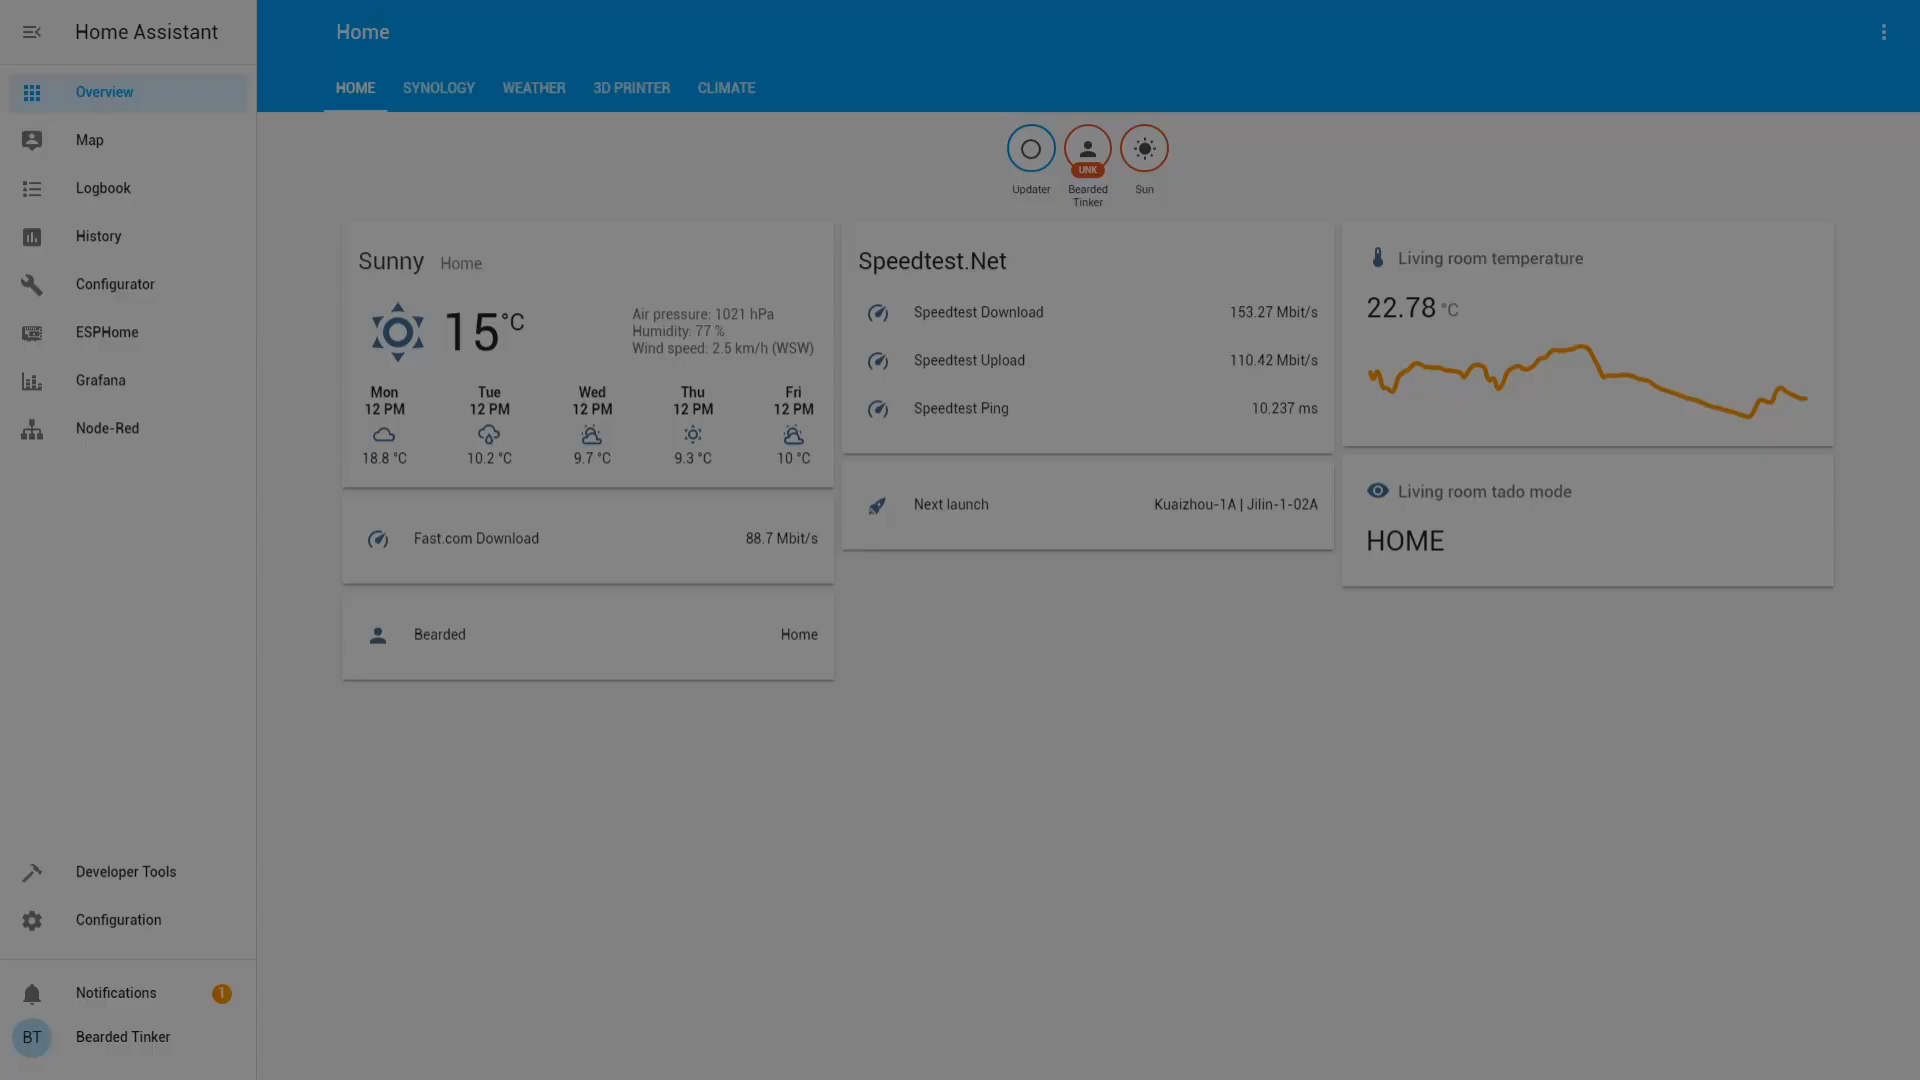 Home Assistant
Overview
Map
Logbook
History
Configurator
ESPHome
Grafana
Node-Red
Developer Tools
Configuration
Notifications 1
BT Bearded Tinker
Home
HOME SYNOLOGY WEATHER 3D PRINTER CLIMATE
UNK
Updater Bearded Tinker Sun
Sunny Home
15 °C
Air pressure: 1021 hPa
Humidity: 77 %
Wind speed: 2.5 km/h (WSW)
Mon Tue Wed Thu Fri
12 PM 12 PM 12 PM 12 PM 12 PM
18.8 °C 10.2 °C 9.7 °C 9.3 °C 10 °C
Fast.com Download 88.7 Mbit/s
Bearded Home
Speedtest.Net
Speedtest Download 153.27 Mbit/s
Speedtest Upload 110.42 Mbit/s
Speedtest Ping 10.237 ms
Next launch Kuaizhou-1A | Jilin-1-02A
Living room temperature
22.78 °C
Living room tado mode
HOME